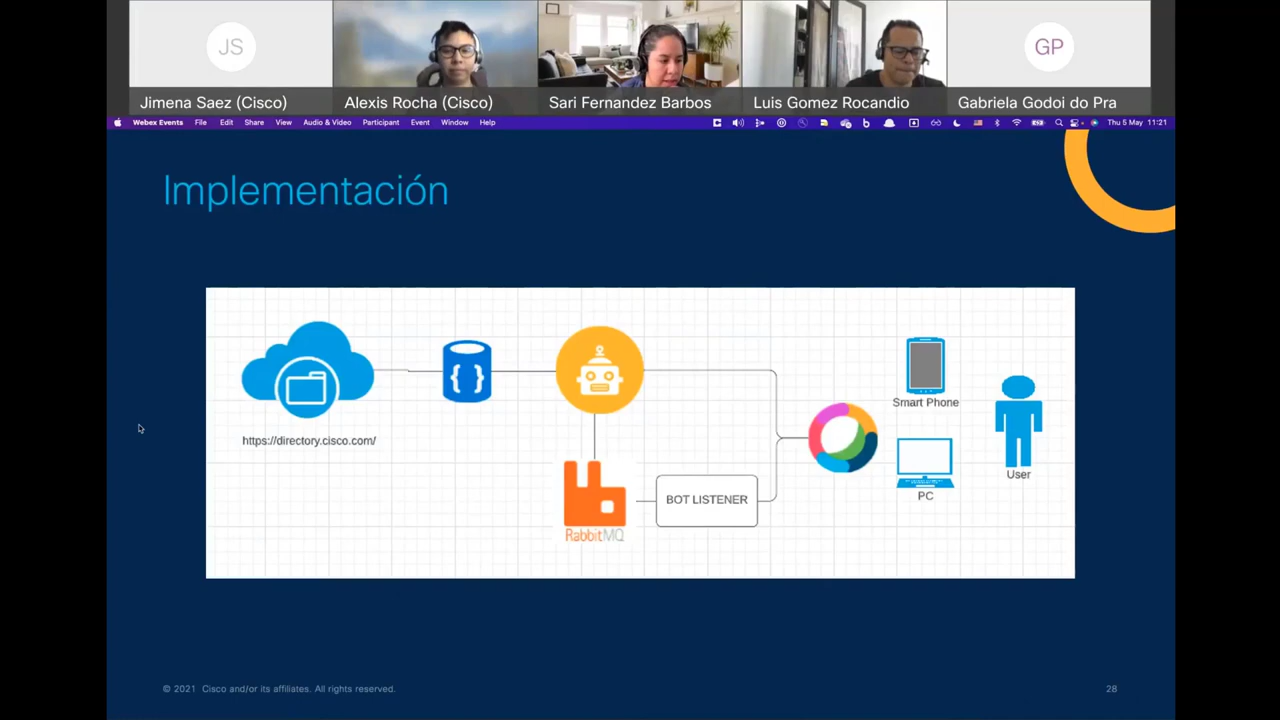 JS
GP
Jimena Saez (Cisco)
Alexis Rocha (Cisco)
Sari Fernandez Barbos
Luis Gomez Rocandio
Gabriela Godoi do Pra
Webex Events File Edit Share View Audio & Video Participant Event Window Help Thu 5 May 11:21
Implementación
Smart Phone
https://directory.cisco.com/
User
BOT LISTENER
PC
RabbitMQ
© 2021 Cisco and/or its affiliates. All rights reserved.
28